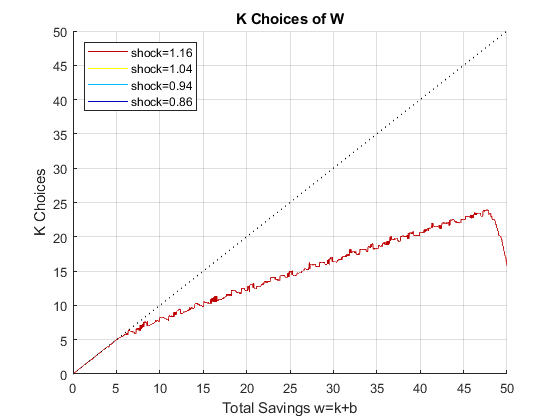 K Choices of W
50
45
40
35
30
25
20
15
10
5
0
shock=1.16
shock=1.04
shock=0.94
shock=0.86
K Choices
0 5 10 15 20 25 30 35 40 45 50
Total Savings w=k+b